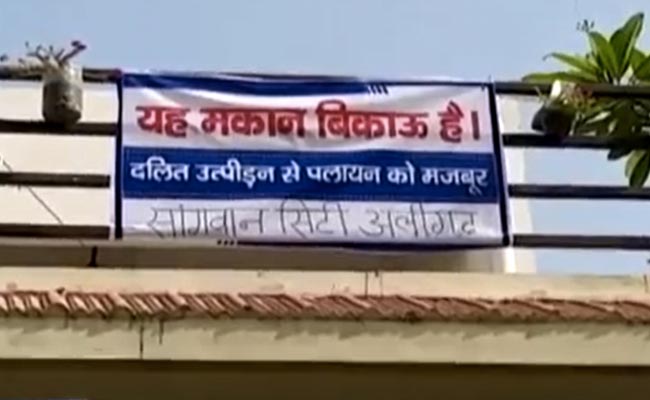 यह मकान बिकाऊ है।
दलित उत्पीड़न से पलायन को मजबूर
सांगवान सिटी अलीगढ